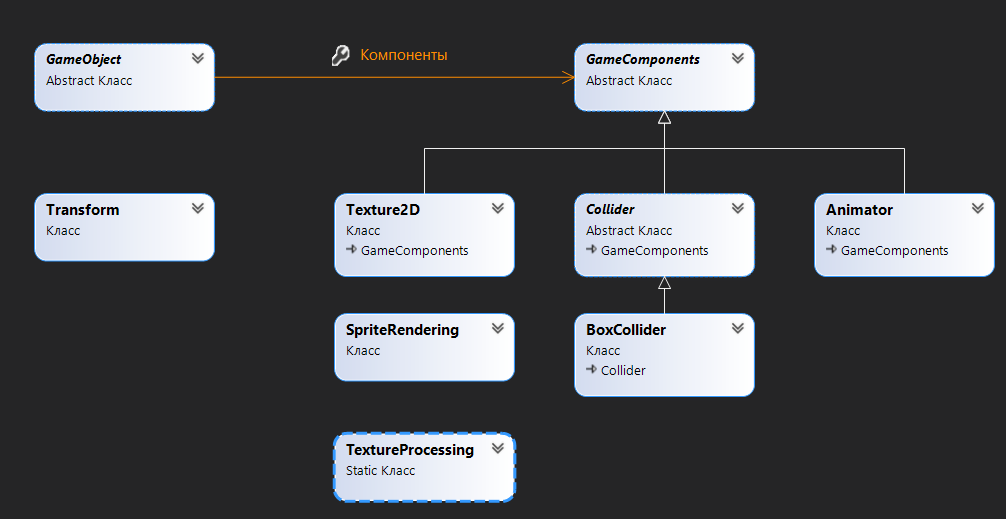 GameObject
Abstract Класс
Компоненты
GameComponents
Abstract Класс
Transform
Класс
Texture2D
Класс
GameComponents
Collider
Abstract Класс
GameComponents
Animator
Класс
GameComponents
SpriteRendering
Класс
BoxCollider
Класс
Collider
TextureProcessing
Static Класс